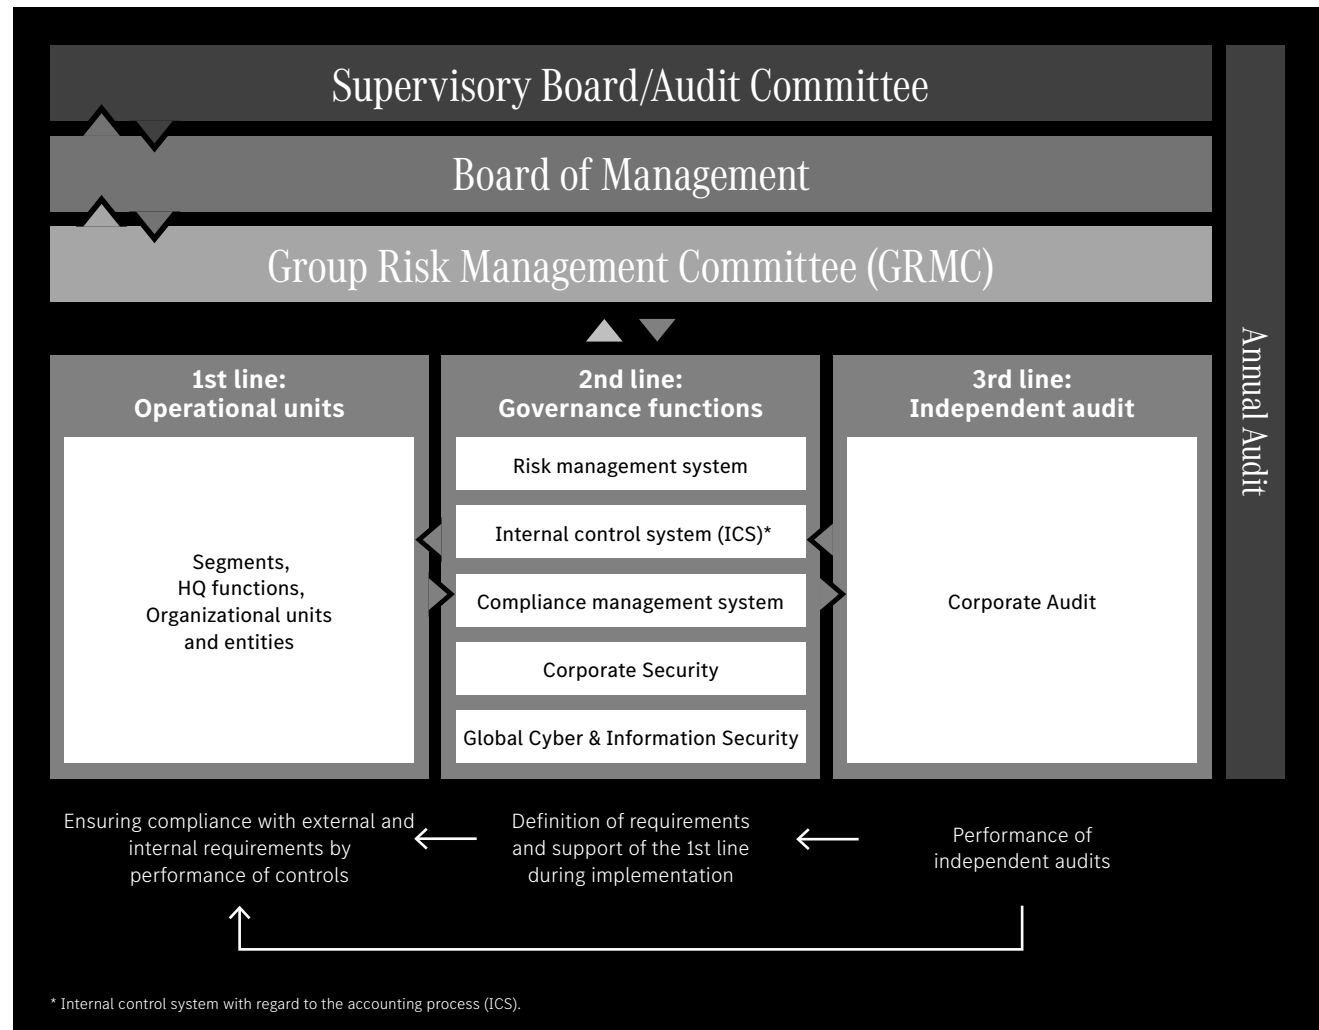 Supervisory Board/Audit Committee
Board of Management
Group Risk Management Committee (GRMC)
Annual Audit
1st line:
Operational units
Segments,
HQ functions,
Organizational units
and entities
2nd line:
Governance functions
Risk management system
Internal control system (ICS)*
Compliance management system
Corporate Security
Global Cyber & Information Security
3rd line:
Independent audit
Corporate Audit
Ensuring compliance with external and
internal requirements by
performance of controls
Definition of requirements
and support of the 1st line
during implementation
Performance of
independent audits
* Internal control system with regard to the accounting process (ICS).